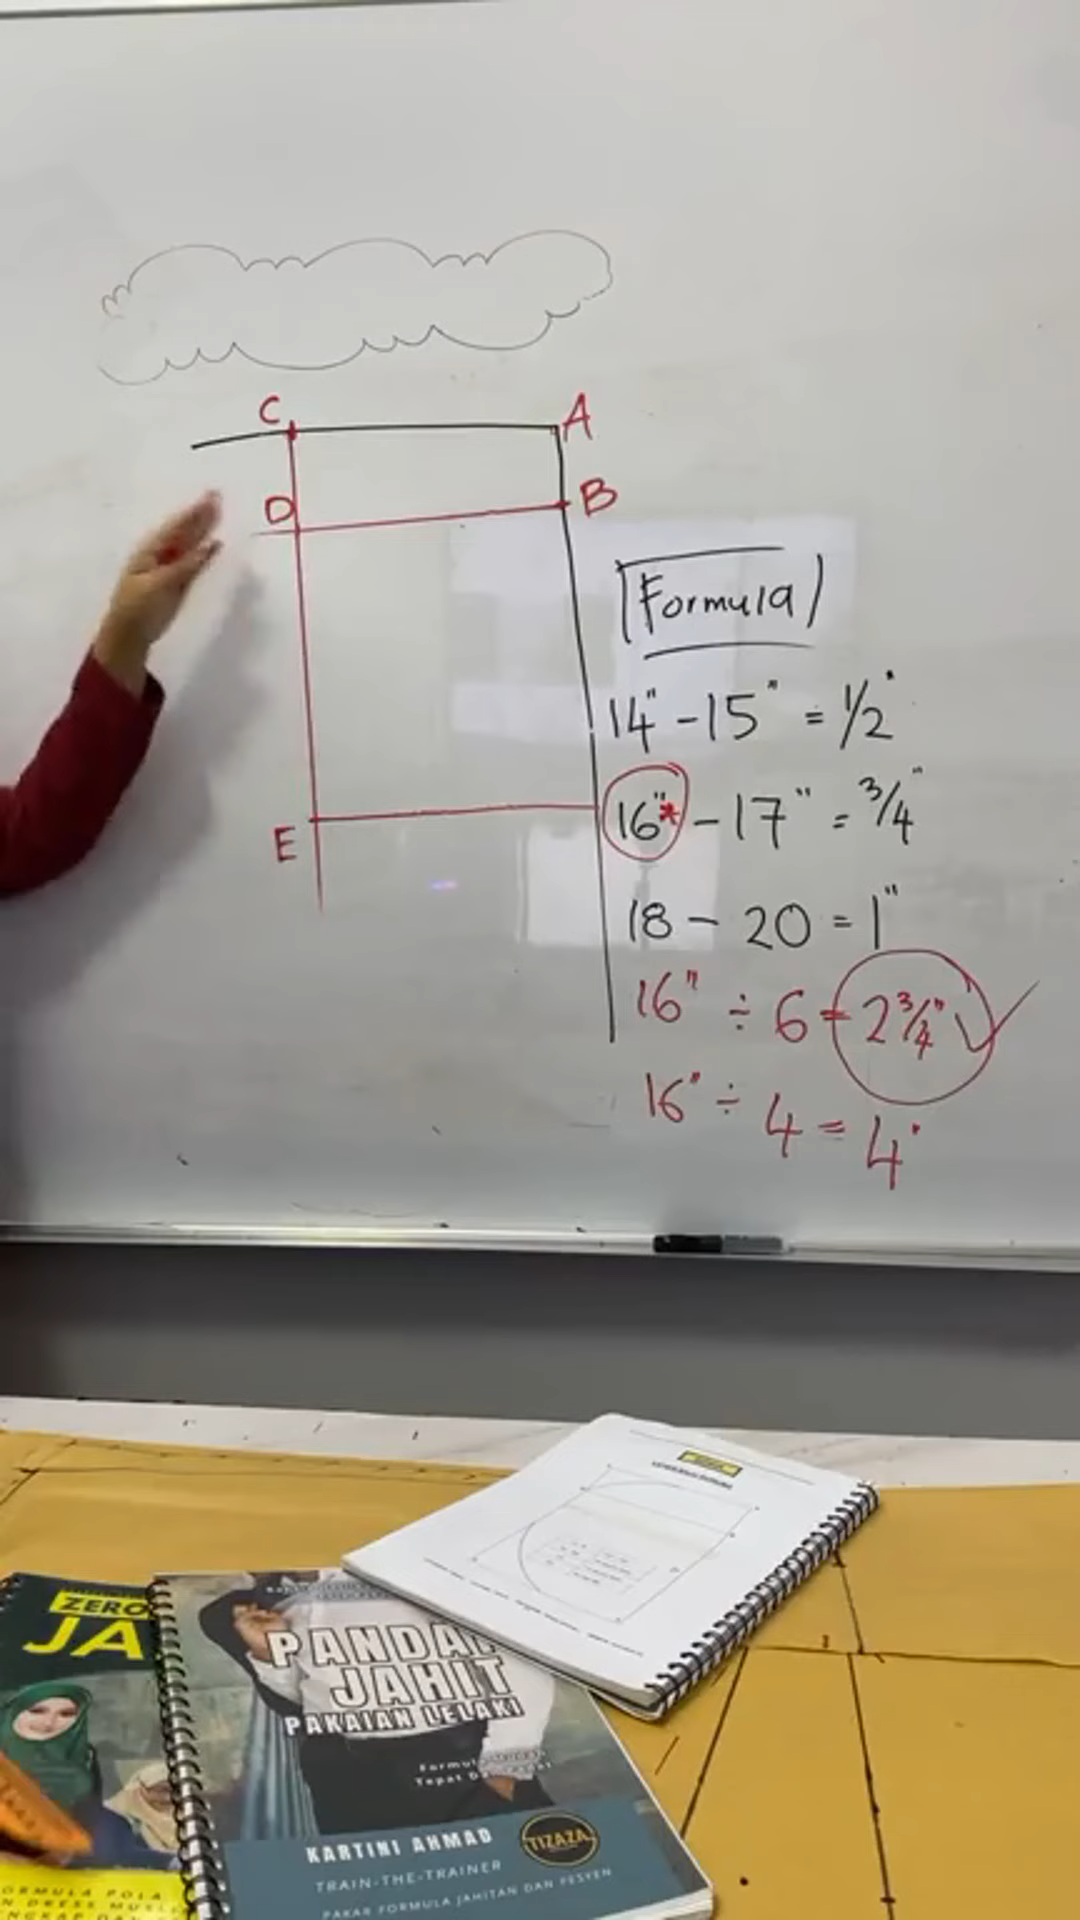 C
A
D
B
E
Formula
14" - 15" = 1/2"
16"* - 17" = 3/4"
18 - 20 = 1"
16" ÷ 6 = 2 3/4" ✓
16" ÷ 4 = 4"
ZERO
JA
PANDAI
JAHIT
PAKAIAN LELAKI
KARTINI AHMAD
TIZAZA
TRAIN-THE-TRAINER
PAKAR FORMULA JAHITAN DAN FESYEN
FORMULA POLA